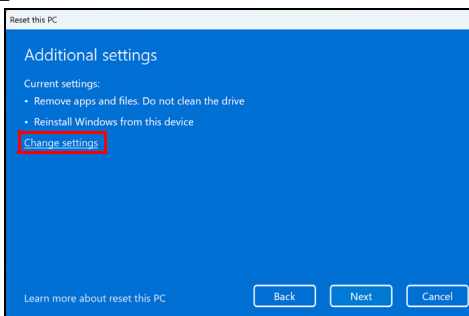 Reset this PC
Additional settings
Current settings:
• Remove apps and files. Do not clean the drive
• Reinstall Windows from this device
Change settings
Learn more about reset this PC
Back
Next
Cancel